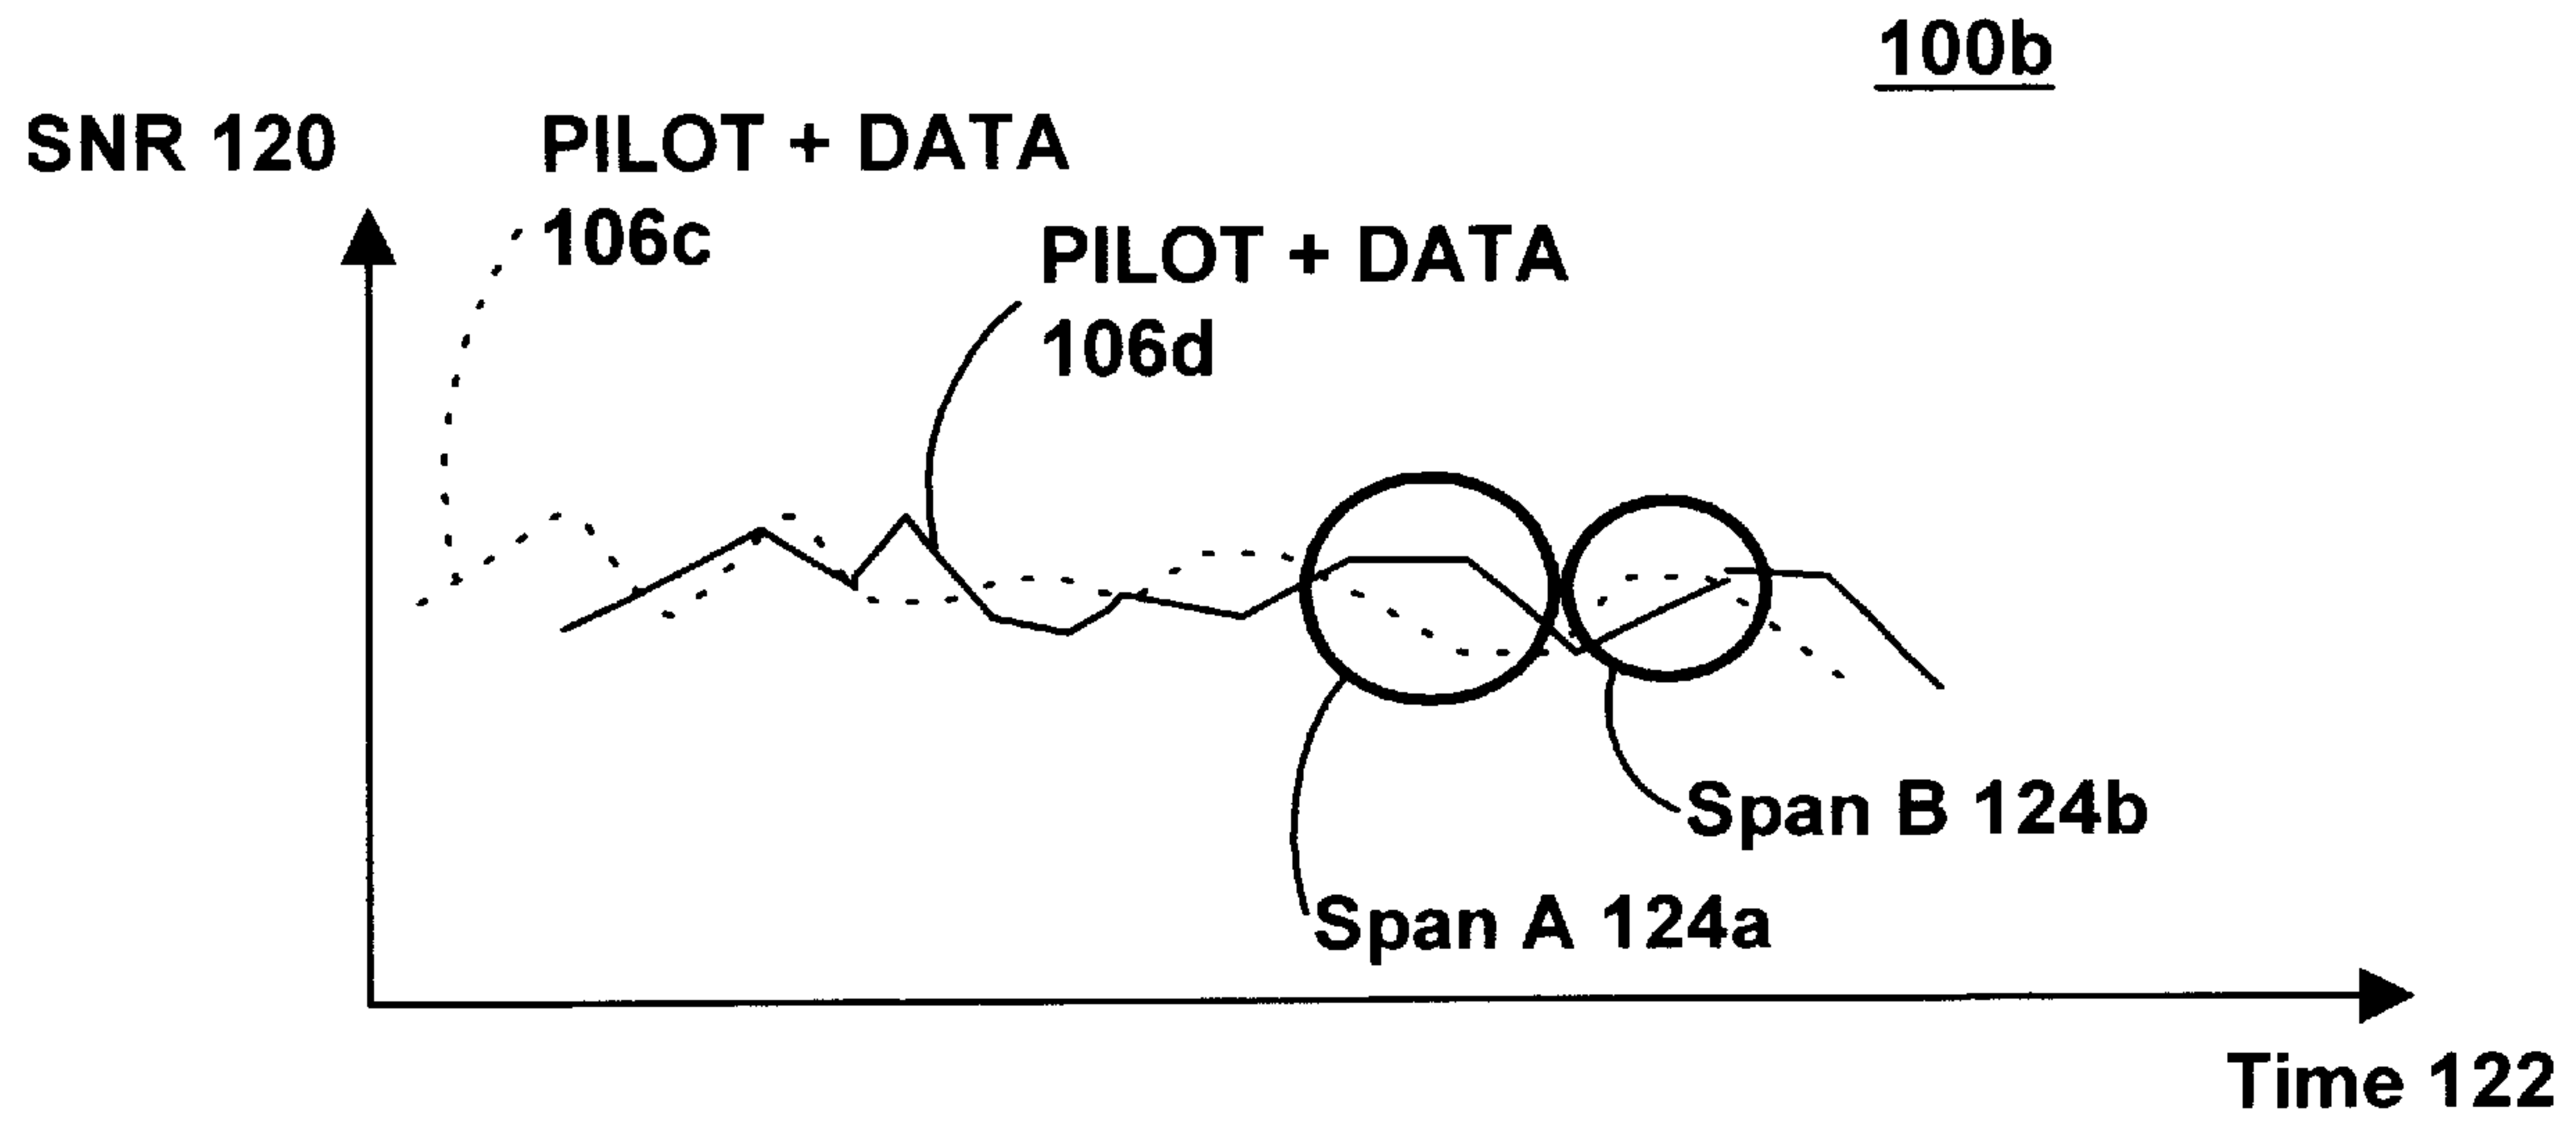 100b
SNR 120
PILOT + DATA
106c
PILOT + DATA
106d
Span B 124b
Span A 124a
Time 122